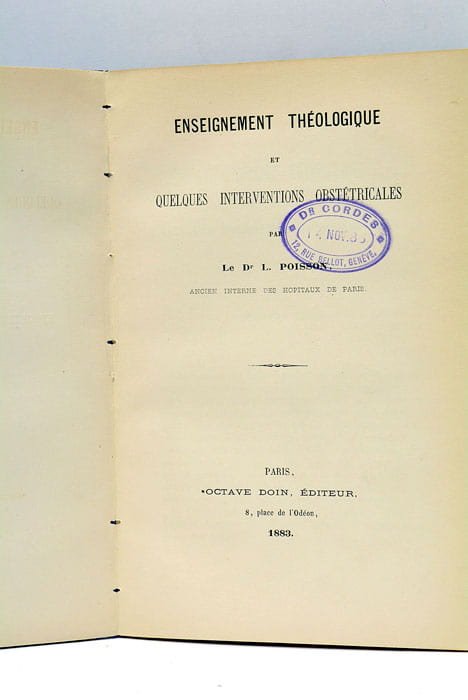 ENSEIGNEMENT THÉOLOGIQUE
ET
QUELQUES INTERVENTIONS OBSTÉTRICALES
PAR
Le Dr L. POISSON,
ANCIEN INTERNE DES HOPITAUX DE PARIS.
DR CORDES
NOV.
12, RUE BELLOT, GENÈVE.
PARIS,
OCTAVE DOIN, ÉDITEUR,
8, place de l'Odéon,
1883.